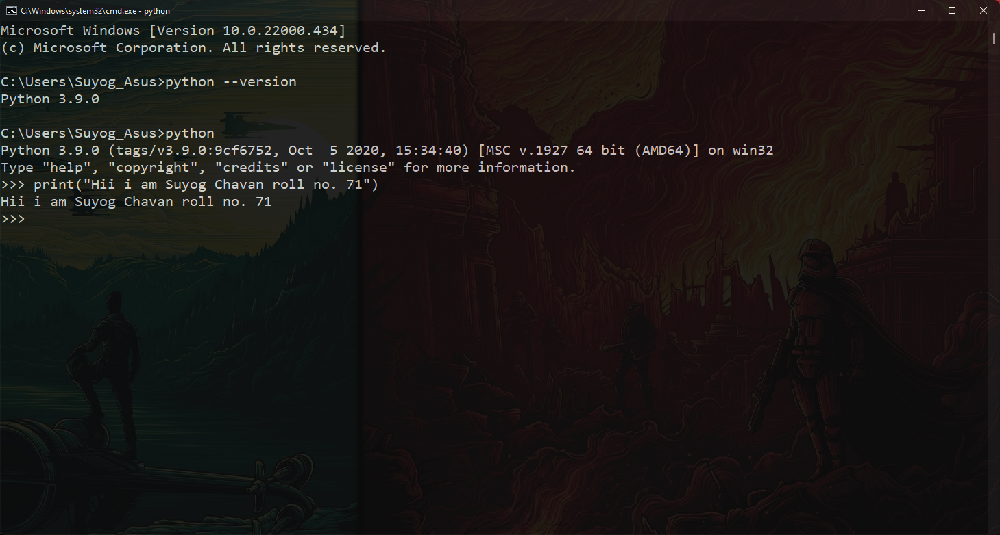 C:\Windows\system32\cmd.exe - python
Microsoft Windows [Version 10.0.22000.434]
(c) Microsoft Corporation. All rights reserved.
C:\Users\Suyog_Asus>python --version
Python 3.9.0
C:\Users\Suyog_Asus>python
Python 3.9.0 (tags/v3.9.0:9cf6752, Oct  5 2020, 15:34:40) [MSC v.1927 64 bit (AMD64)] on win32
Type "help", "copyright", "credits" or "license" for more information.
>>> print("Hii i am Suyog Chavan roll no. 71")
Hii i am Suyog Chavan roll no. 71
>>>